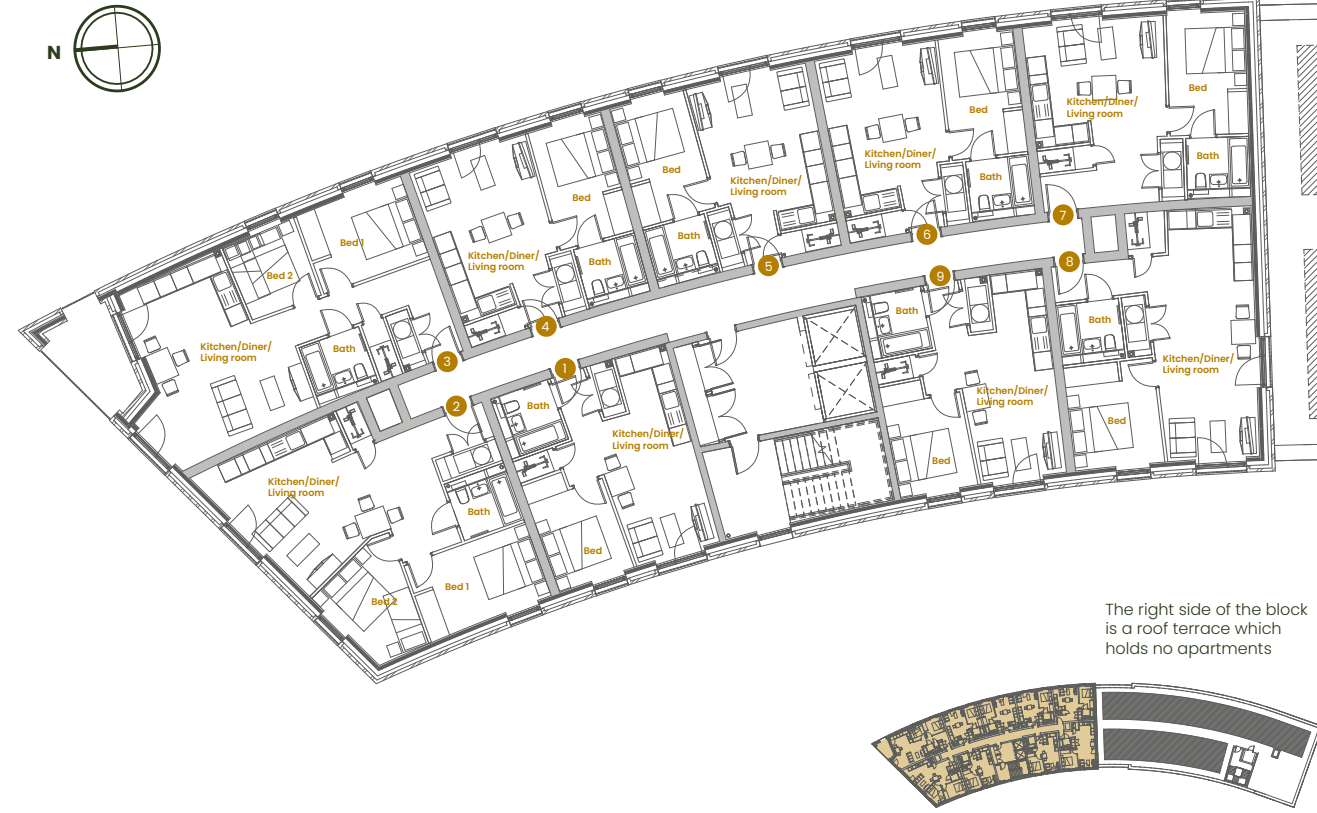 N
Kitchen/Diner/
Living room
Bed 2
Bed 1
Bath
3
Kitchen/Diner/
Living room
Bed
Bath
4
Bed
Kitchen/Diner/
Living room
Bath
5
Kitchen/Diner/
Living room
Bed
Bath
6
Kitchen/Diner/
Living room
Bed
Bath
7
2
Kitchen/Diner/
Living room
Bath
Bed 1
Bed 2
1
Bath
Kitchen/Diner/
Living room
Bed
9
Bath
Kitchen/Diner/
Living room
Bed
8
Bath
Kitchen/Diner/
Living room
Bed
The right side of the block
is a roof terrace which
holds no apartments